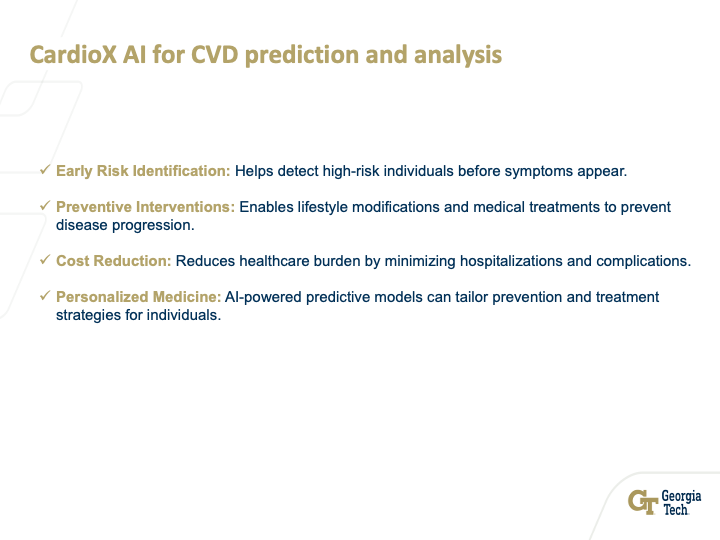 CardioX AI for CVD prediction and analysis
✓ Early Risk Identification: Helps detect high-risk individuals before symptoms appear.
✓ Preventive Interventions: Enables lifestyle modifications and medical treatments to prevent
disease progression.
✓ Cost Reduction: Reduces healthcare burden by minimizing hospitalizations and complications.
✓ Personalized Medicine: AI-powered predictive models can tailor prevention and treatment
strategies for individuals.
GT Georgia
Tech